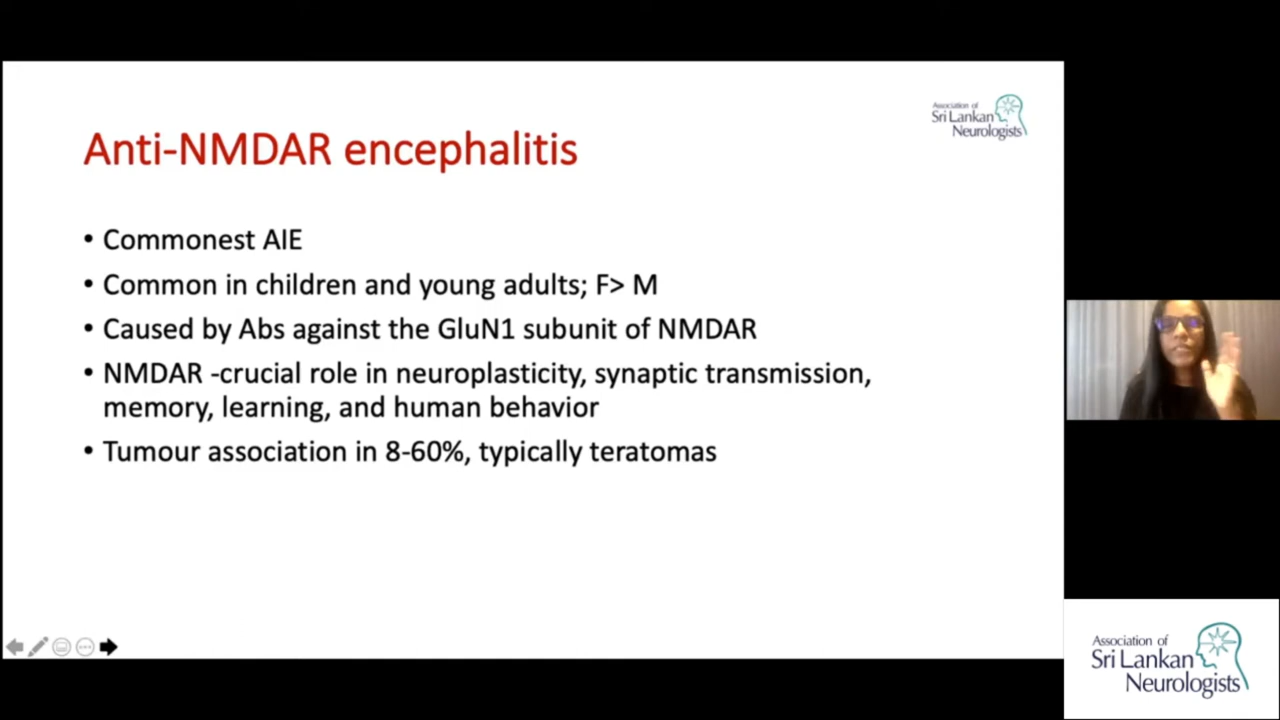 Association of
Sri Lankan
Neurologists
Anti-NMDAR encephalitis
• Commonest AIE
• Common in children and young adults; F> M
• Caused by Abs against the GluN1 subunit of NMDAR
• NMDAR -crucial role in neuroplasticity, synaptic transmission,
memory, learning, and human behavior
• Tumour association in 8-60%, typically teratomas
Association of
Sri Lankan
Neurologists